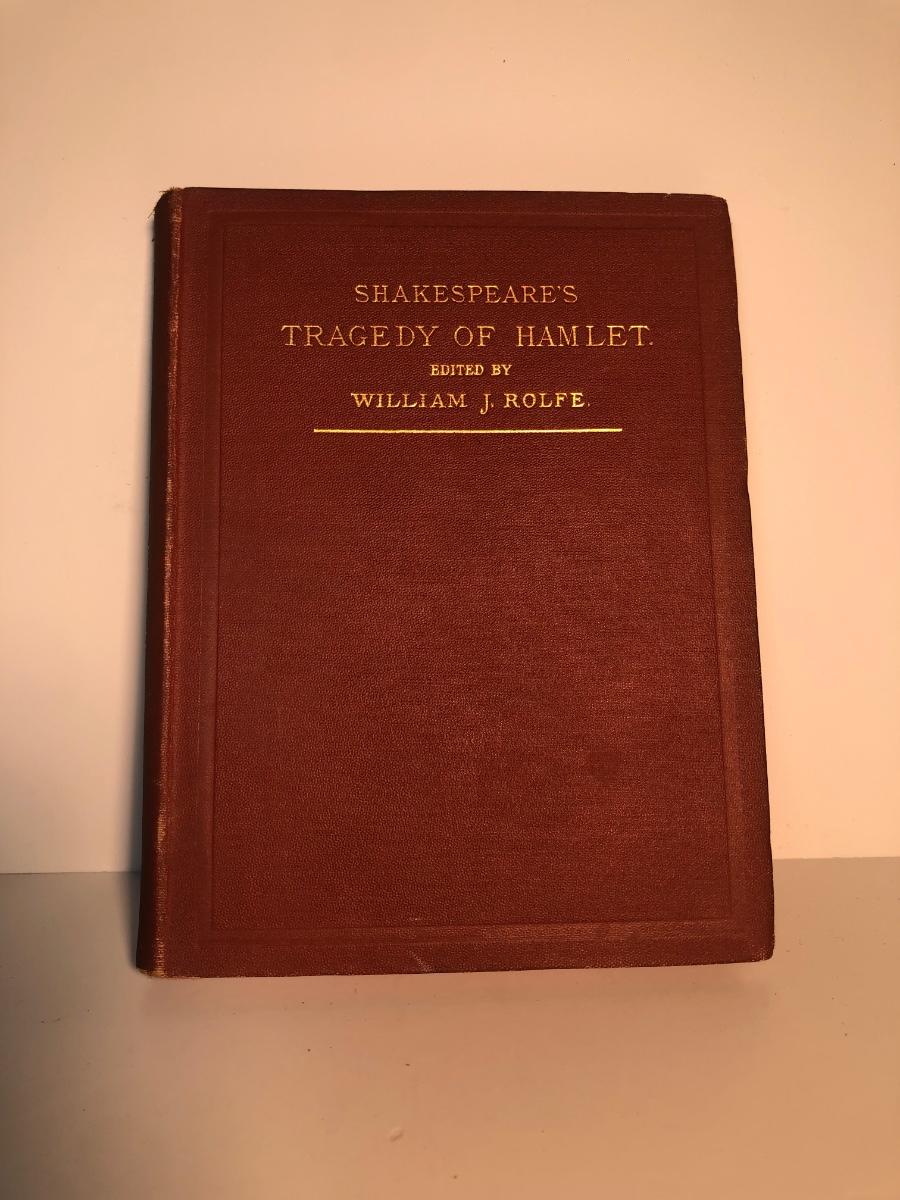 SHAKESPEARE'S
TRAGEDY OF HAMLET.
EDITED BY
WILLIAM J. ROLFE.